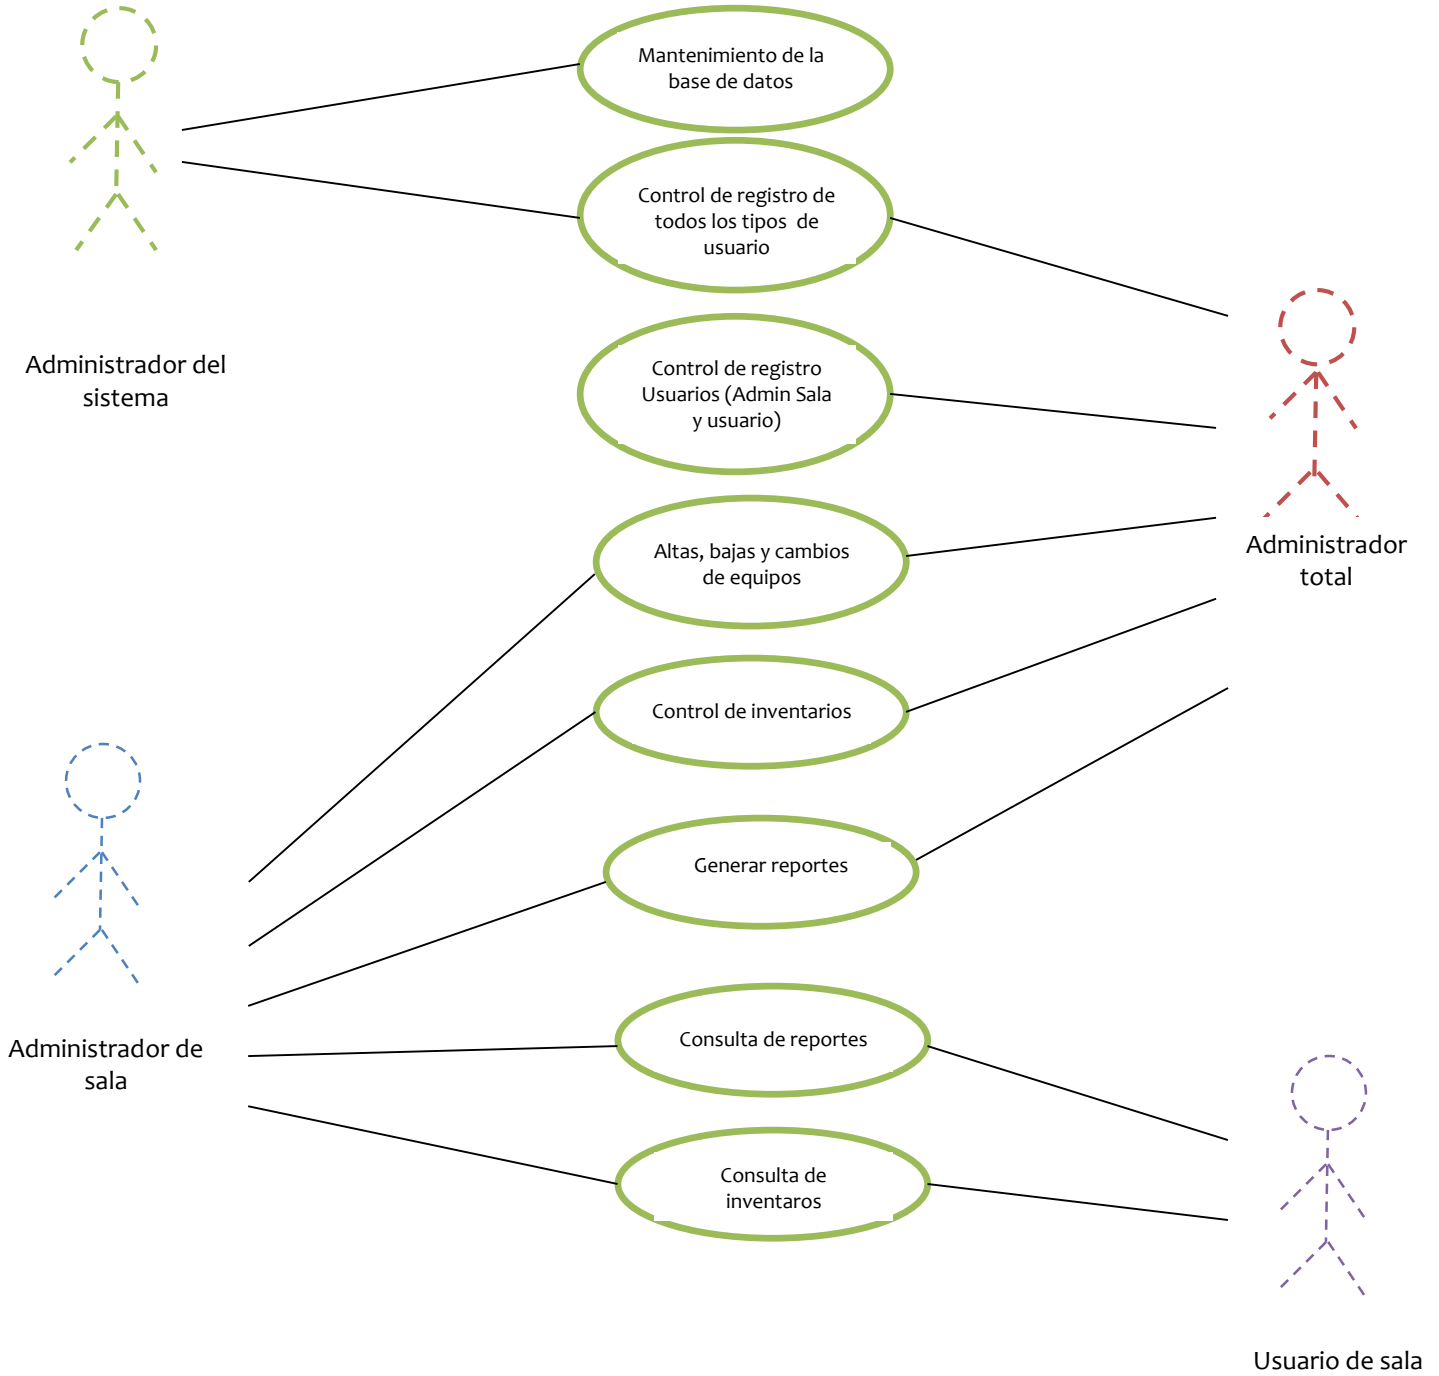 Mantenimiento de la
base de datos
Control de registro de
todos los tipos  de
usuario
Administrador del
sistema
Control de registro
Usuarios (Admin Sala
y usuario)
Altas, bajas y cambios
de equipos
Administrador
total
Control de inventarios
Generar reportes
Administrador de
sala
Consulta de reportes
Consulta de
inventaros
Usuario de sala